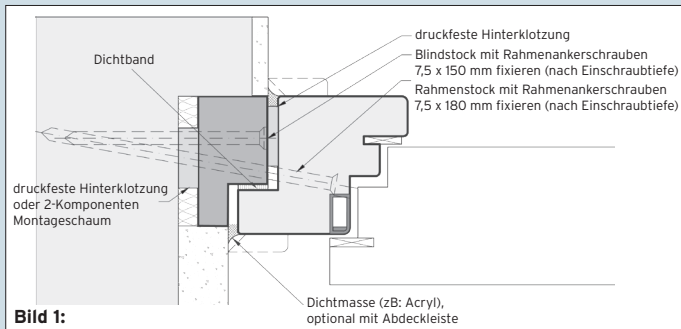 druckfeste Hinterklotzung
Blindstock mit Rahmenankerschrauben
7,5 x 150 mm fixieren (nach Einschraubtiefe)
Rahmenstock mit Rahmenankerschrauben
7,5 x 180 mm fixieren (nach Einschraubtiefe)
Dichtband
druckfeste Hinterklotzung
oder 2-Komponenten
Montageschaum
Dichtmasse (zB: Acryl),
optional mit Abdeckleiste
Bild 1: